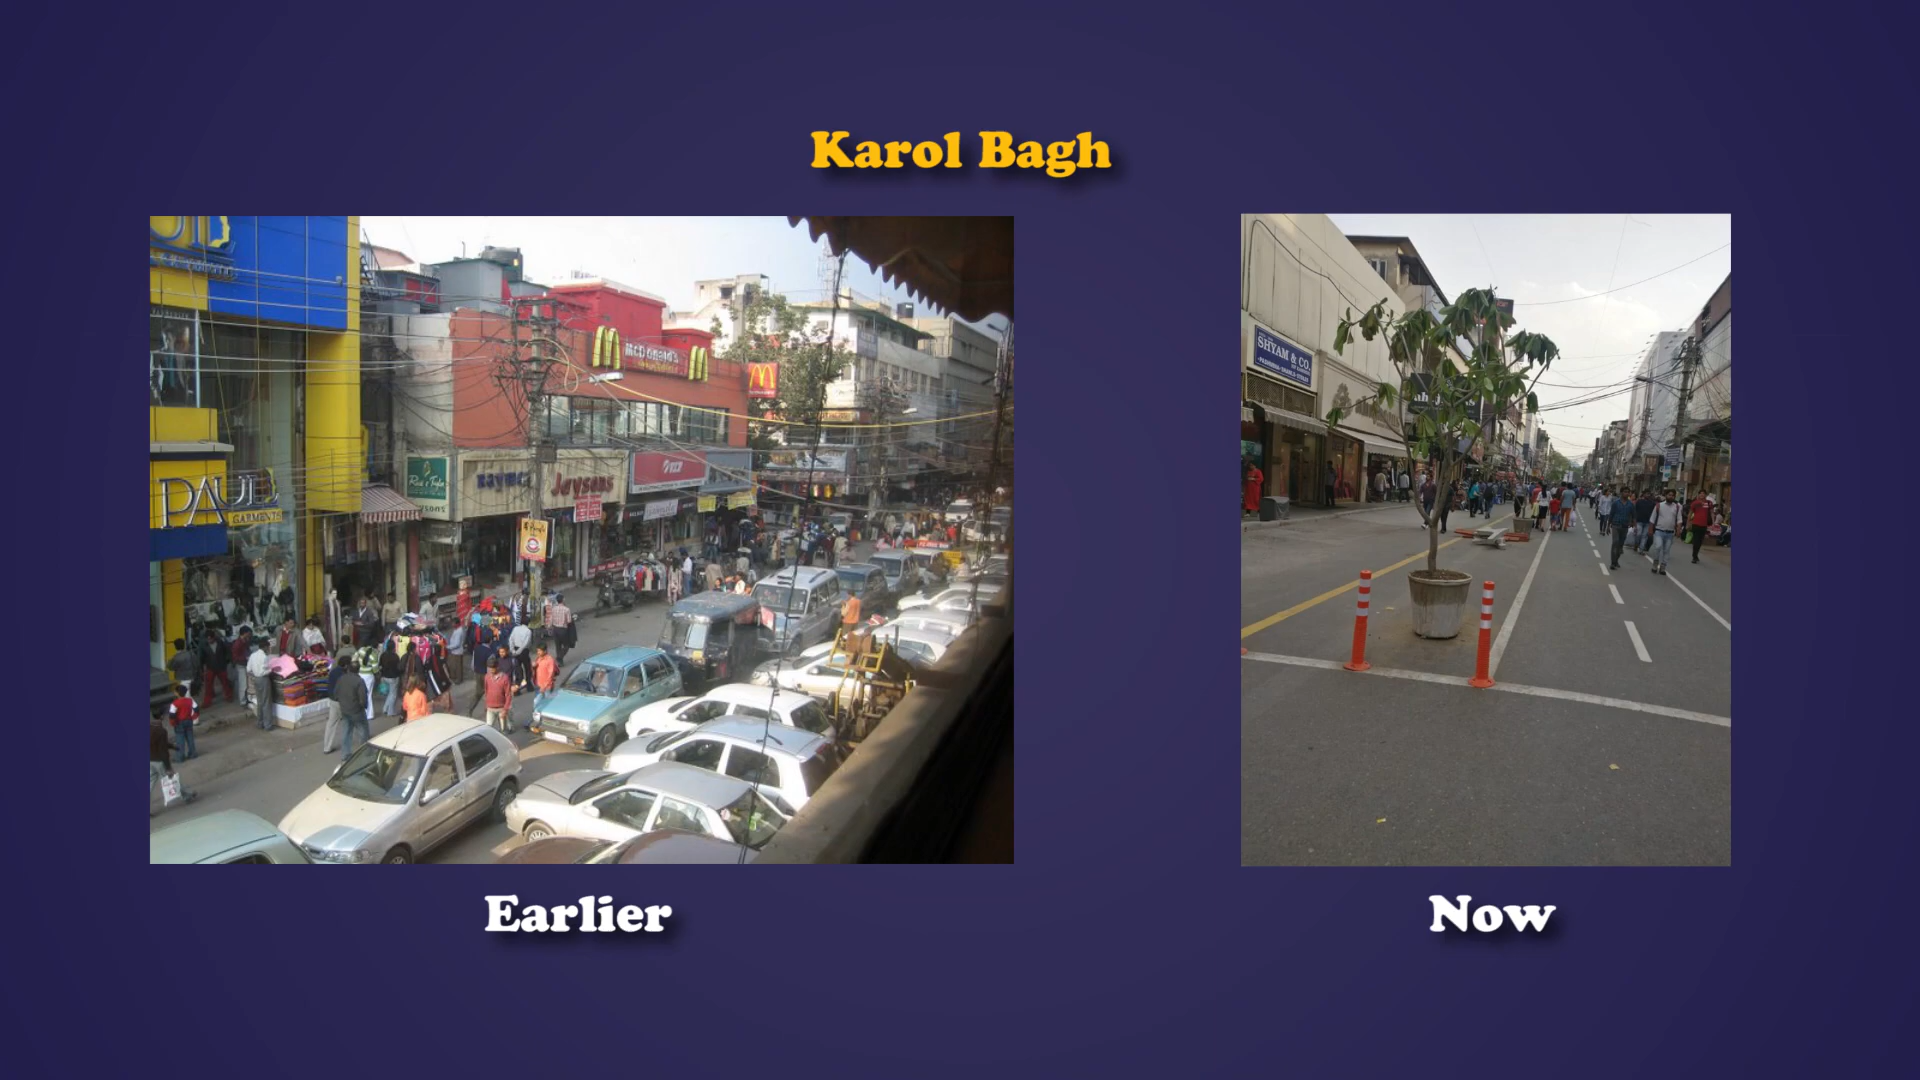 Karol Bagh
PAUL
GARMENTS
McDonald's
Raymond
Jaysons
SHYAM & CO.
Earlier
Now